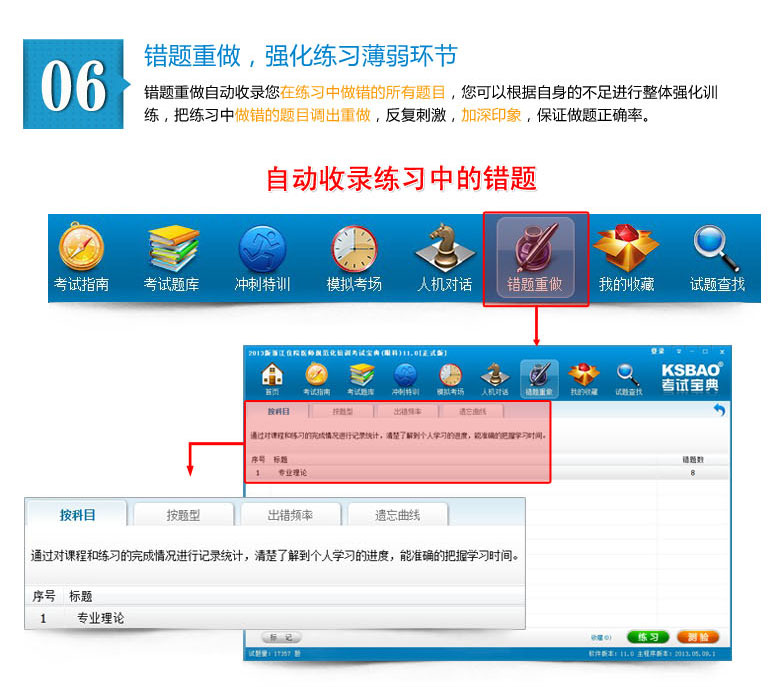 06
错题重做，强化练习薄弱环节
错题重做自动收录您在练习中做错的所有题目，您可以根据自身的不足进行整体强化训
练，把练习中做错的题目调出重做，反复刺激，加深印象，保证做题正确率。
自动收录练习中的错题
考试指南 考试题库 冲刺特训 模拟考场 人机对话 错题重做 我的收藏 试题查找
2013版浙江住院医师规范化培训考试宝典(眼科)11.0[正式版] 登录
首页 考试指南 考试题库 冲刺特训 模拟考场 人机对话 错题重做 我的收藏 试题查找
KSBAO
考试宝典
按科目 按题型 出错频率 遗忘曲线
通过对课程和练习的完成情况进行记录统计，清楚了解到个人学习的进度，能准确的把握学习时间。
序号 标题 错题数
1 专业理论 8
按科目 按题型 出错频率 遗忘曲线
通过对课程和练习的完成情况进行记录统计，清楚了解到个人学习的进度，能准确的把握学习时间。
序号 标题
1 专业理论
标 记 练习 测验
试题量：17357 题 软件版本：11.0 主程序版本：2013.05.09.1